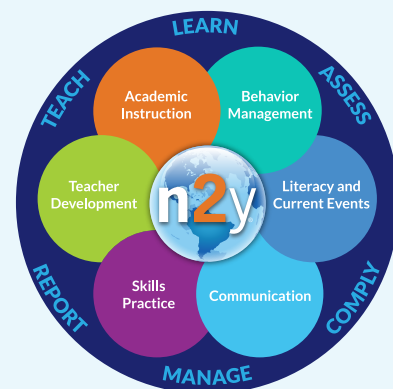 LEARN
TEACH
ASSESS
Academic
Instruction
Behavior
Management
Teacher
Development
n2y
Literacy and
Current Events
Skills
Practice
Communication
REPORT
COMPLY
MANAGE